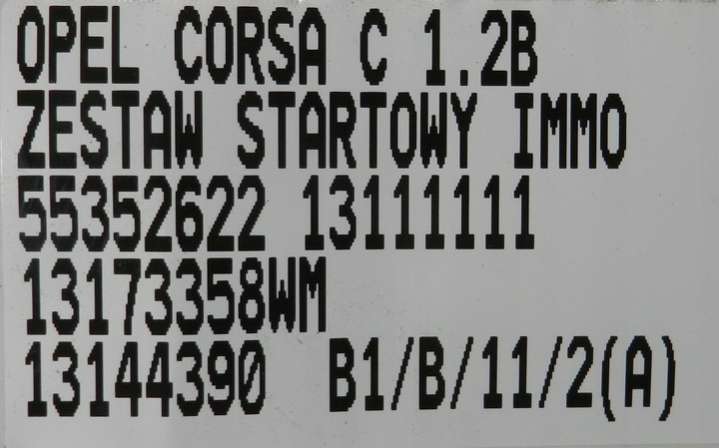 OPEL CORSA C 1.2B
ZESTAW STARTOWY IMMO
55352622 13111111
13173358WM
13144390 B1/B/11/2(A)